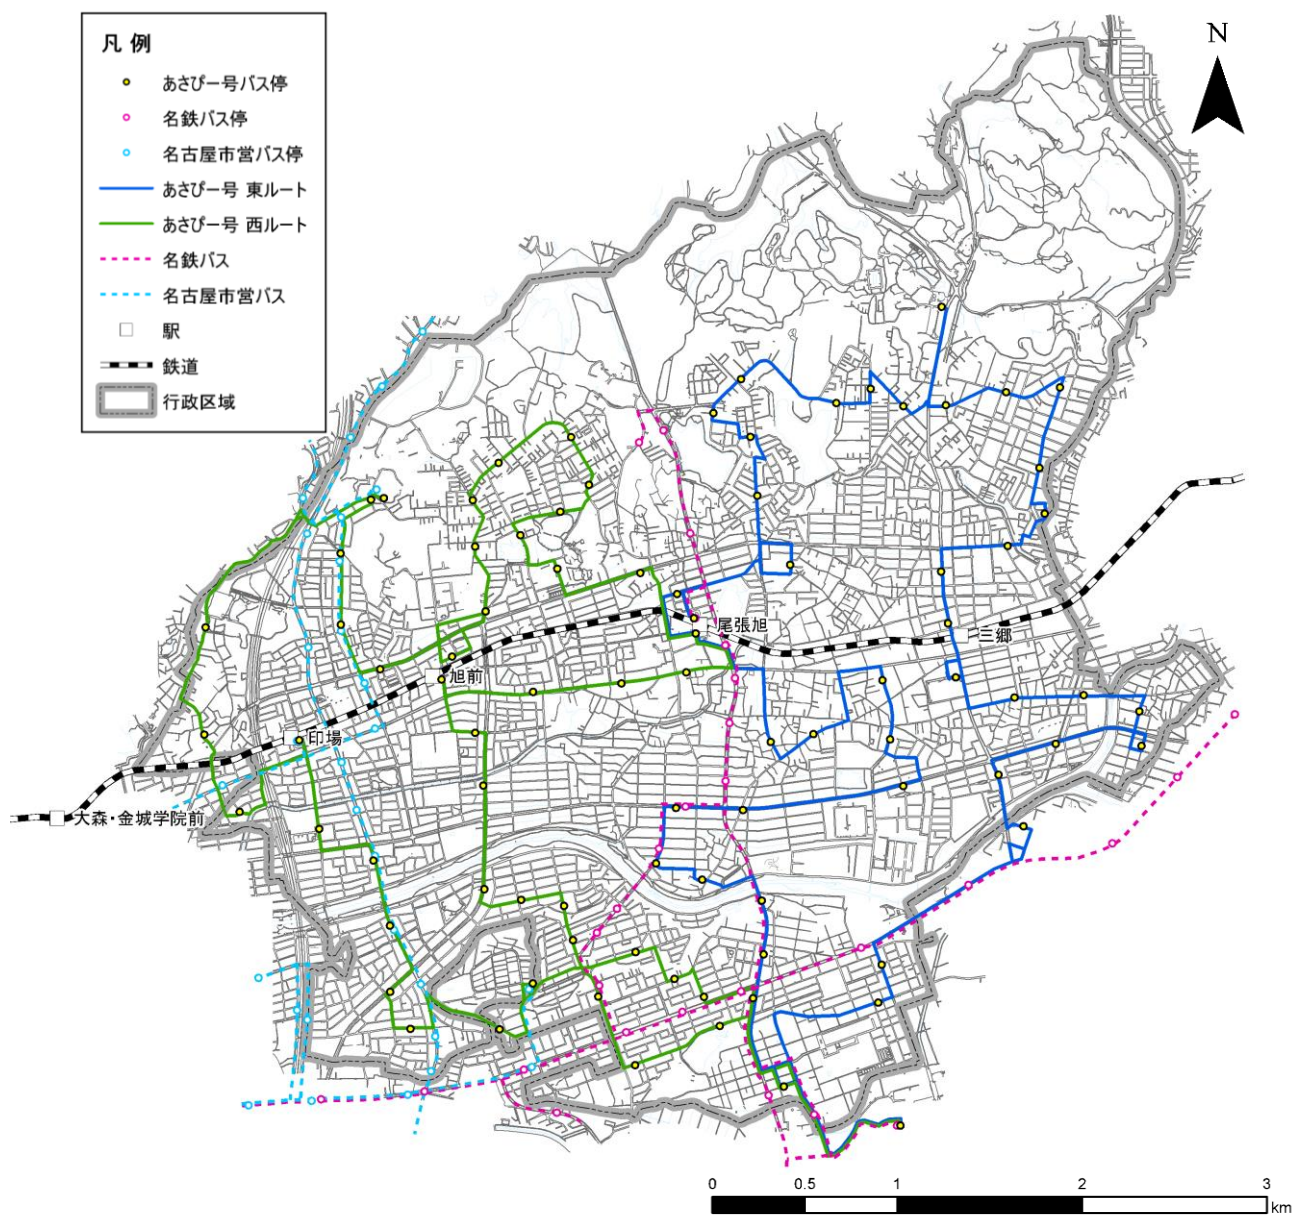 凡 例
あさぴー号バス停
名鉄バス停
名古屋市営バス停
あさぴー号 東ルート
あさぴー号 西ルート
名鉄バス
名古屋市営バス
駅
鉄道
行政区域
N
尾張旭
三郷
旭前
印場
大森・金城学院前
0 0.5 1 2 3
km